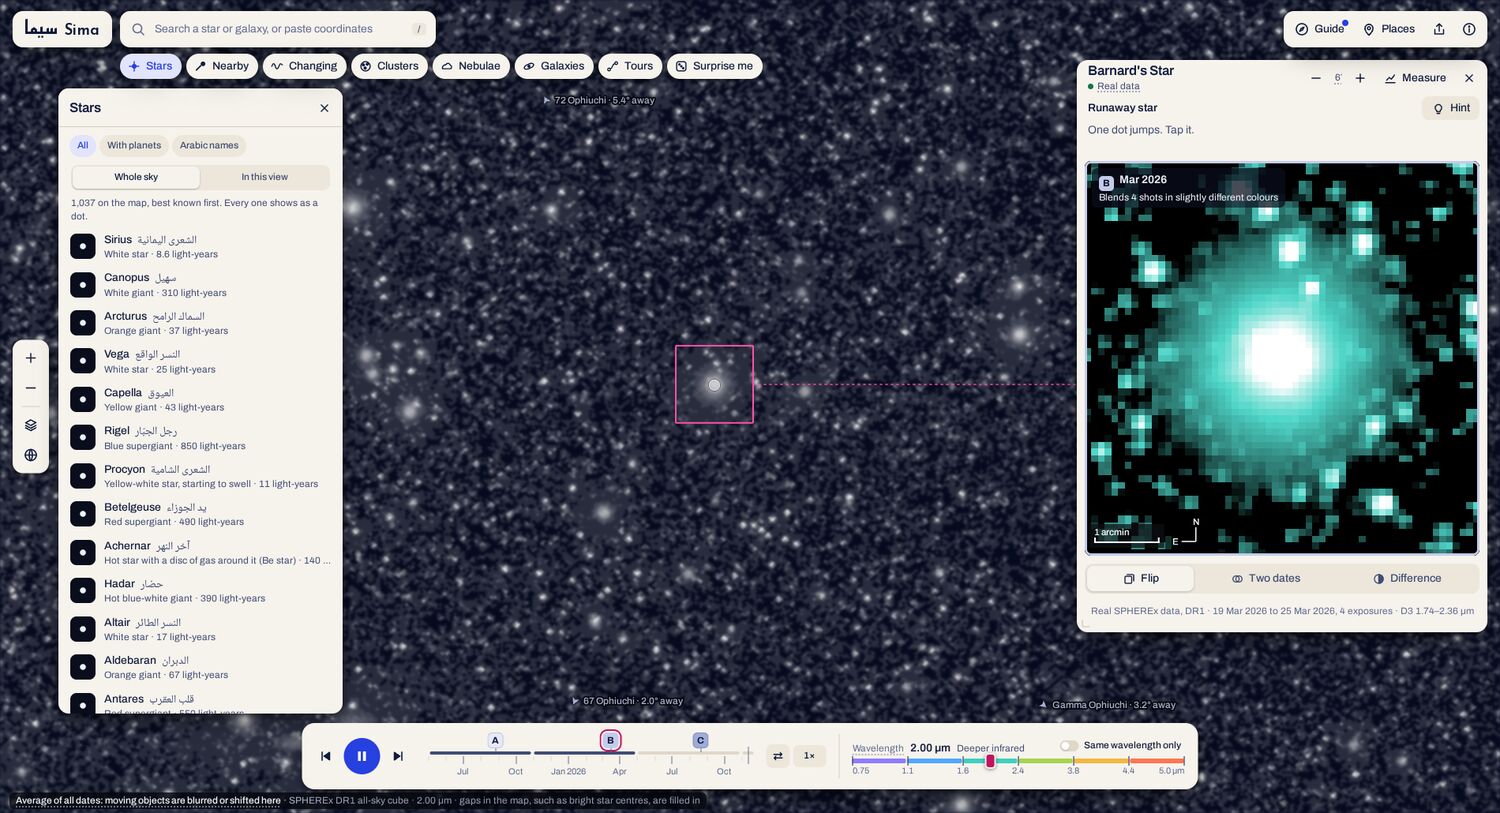 سيما Sima
Search a star or galaxy, or paste coordinates /
Guide Places
Stars Nearby Changing Clusters Nebulae Galaxies Tours Surprise me
Stars
All With planets Arabic names
Whole sky In this view
1,037 on the map, best known first. Every one shows as a
dot.
Sirius الشعرى اليمانية
White star · 8.6 light-years
Canopus سهيل
White giant · 310 light-years
Arcturus السماك الرامح
Orange giant · 37 light-years
Vega النسر الواقع
White star · 25 light-years
Capella العيوق
Yellow giant · 43 light-years
Rigel رجل الجبّار
Blue supergiant · 850 light-years
Procyon الشعرى الشامية
Yellow-white star, starting to swell · 11 light-years
Betelgeuse يد الجوزاء
Red supergiant · 490 light-years
Achernar آخر النهر
Hot star with a disc of gas around it (Be star) · 140 ...
Hadar حضار
Hot blue-white giant · 390 light-years
Altair النسر الطائر
White star · 17 light-years
Aldebaran الدبران
Orange giant · 67 light-years
Antares قلب العقرب
Red supergiant · 550 light-years
72 Ophiuchi · 5.4° away
67 Ophiuchi · 2.0° away
Gamma Ophiuchi · 3.2° away
Barnard's Star
Real data
6′ Measure
Runaway star
Hint
One dot jumps. Tap it.
B Mar 2026
Blends 4 shots in slightly different colours
1 arcmin
N
E
Flip Two dates Difference
Real SPHEREx data, DR1 · 19 Mar 2026 to 25 Mar 2026, 4 exposures · D3 1.74–2.36 µm
A B C
Jul Oct Jan 2026 Apr Jul Oct
1×
Wavelength 2.00 µm Deeper infrared Same wavelength only
0.75 1.1 1.6 2.4 3.8 4.4 5.0 µm
Average of all dates: moving objects are blurred or shifted here · SPHEREx DR1 all-sky cube · 2.00 µm · gaps in the map, such as bright star centres, are filled in